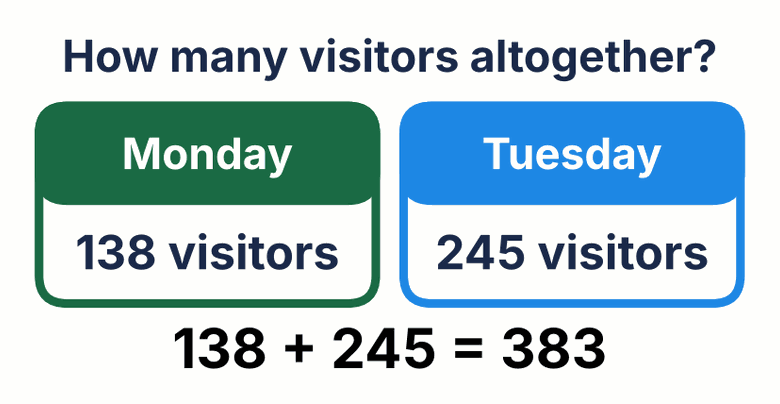 How many visitors altogether?
Monday
Tuesday
138 visitors
245 visitors
138 + 245 = 383